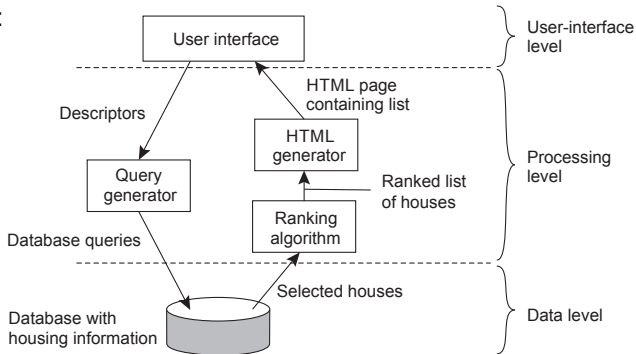 User interface
User-interface
level
HTML page
containing list
Descriptors
HTML
generator
Processing
level
Query
generator
Ranked list
of houses
Ranking
algorithm
Database queries
Selected houses
Database with
housing information
Data level